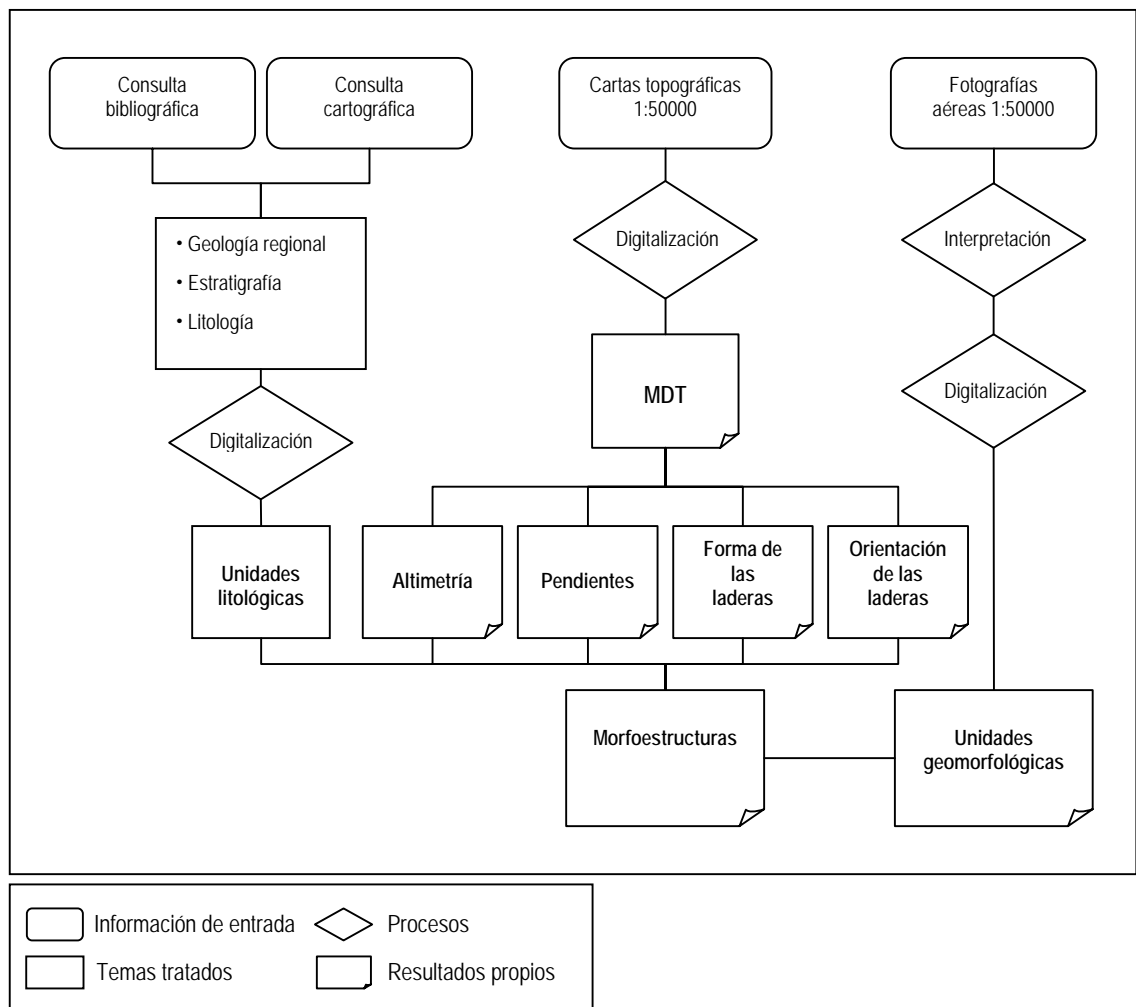 Consulta
bibliográfica
Consulta
cartográfica
Cartas topográficas
1:50000
Fotografías
aéreas 1:50000
• Geología regional
• Estratigrafía
• Litología
Digitalización
Interpretación
MDT
Digitalización
Digitalización
Unidades
litológicas
Altimetría
Pendientes
Forma de
las
laderas
Orientación
de las
laderas
Morfoestructuras
Unidades
geomorfológicas
Información de entrada
Procesos
Temas tratados
Resultados propios